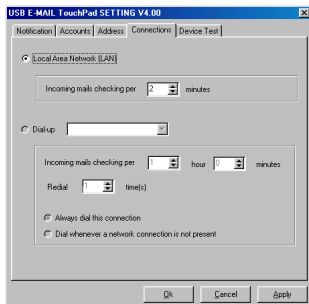 USB E-MAIL TouchPad SETTING V4.00
Notification Accounts Address Connections Device Test
Local Area Network (LAN)
Incoming mails checking per 2 minutes
Dial-up
Incoming mails checking per 1 hour 0 minutes
Redial 1 time(s)
Always dial this connection
Dial whenever a network connection is not present
Ok Cancel Apply